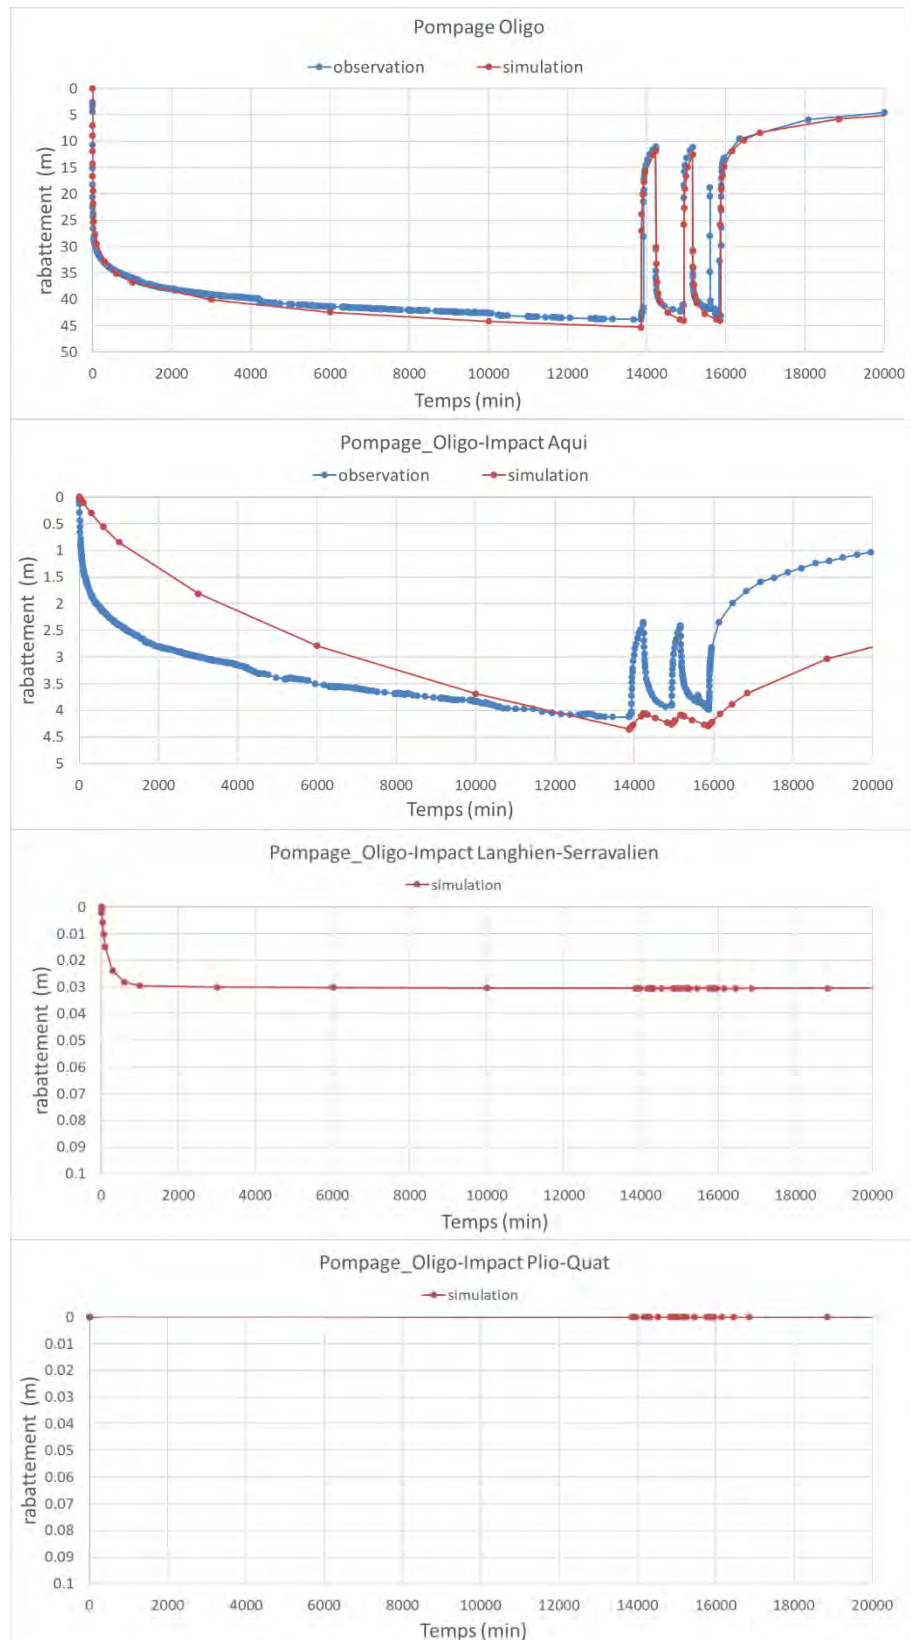 Pompage Oligo
observation simulation
0
5
10
15
20
25
30
35
40
45
50
rabattement (m)
0 2000 4000 6000 8000 10000 12000 14000 16000 18000 20000
Temps (min)
Pompage_Oligo-Impact Aqui
observation simulation
0
0.5
1
1.5
2
2.5
3
3.5
4
4.5
5
rabattement (m)
0 2000 4000 6000 8000 10000 12000 14000 16000 18000 20000
Temps (min)
Pompage_Oligo-Impact Langhien-Serravalien
simulation
0
0.01
0.02
0.03
0.04
0.05
0.06
0.07
0.08
0.09
0.1
rabattement (m)
0 2000 4000 6000 8000 10000 12000 14000 16000 18000 20000
Temps (min)
Pompage_Oligo-Impact Plio-Quat
simulation
0
0.01
0.02
0.03
0.04
0.05
0.06
0.07
0.08
0.09
0.1
rabattement (m)
0 2000 4000 6000 8000 10000 12000 14000 16000 18000 20000
Temps (min)